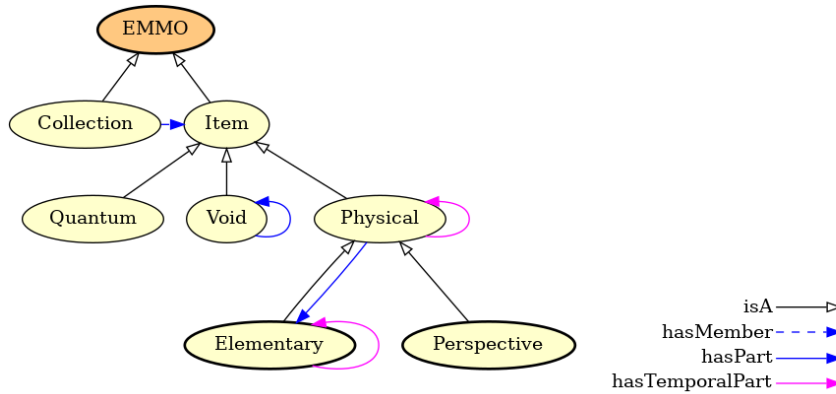 EMMO
Collection
Item
Quantum
Void
Physical
isA
hasMember
Elementary
Perspective
hasPart
hasTemporalPart